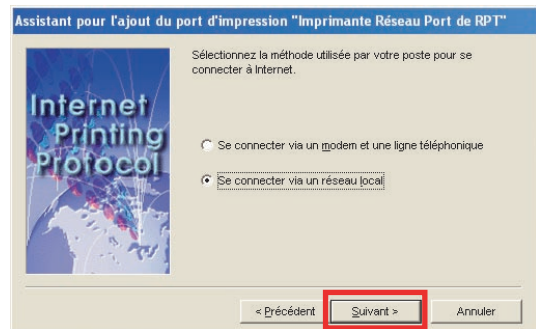 Assistant pour l'ajout du port d'impression "Imprimante Réseau Port de RPT"
Sélectionnez la méthode utilisée par votre poste pour se
connecter à Internet.
Internet
Printing
Protocol
Se connecter via un modem et une ligne téléphonique
Se connecter via un réseau local
< Précédent
Suivant >
Annuler